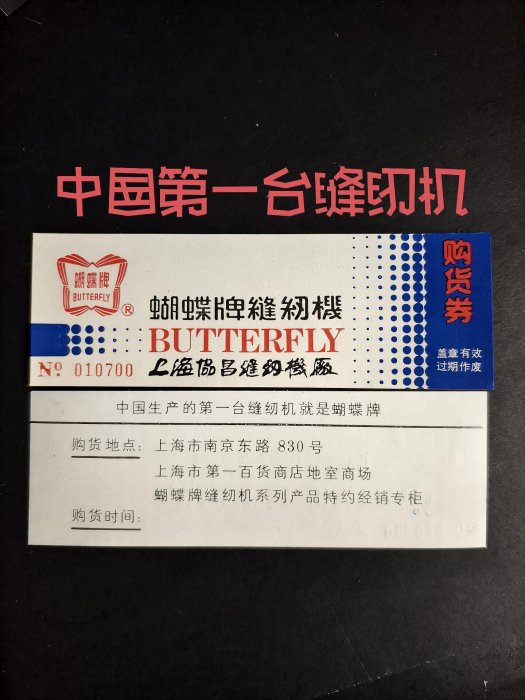 中国第一台缝纫机
蝴蝶牌
BUTTERFLY
®
蝴蝶牌縫紉機
BUTTERFLY
上海协昌缝纫機厰
Nº 010700
购货券
盖章有效
过期作废
中国生产的第一台缝纫机就是蝴蝶牌
购货地点: 上海市南京东路 830 号
上海市第一百货商店地室商场
蝴蝶牌缝纫机系列产品特约经销专柜
购货时间: